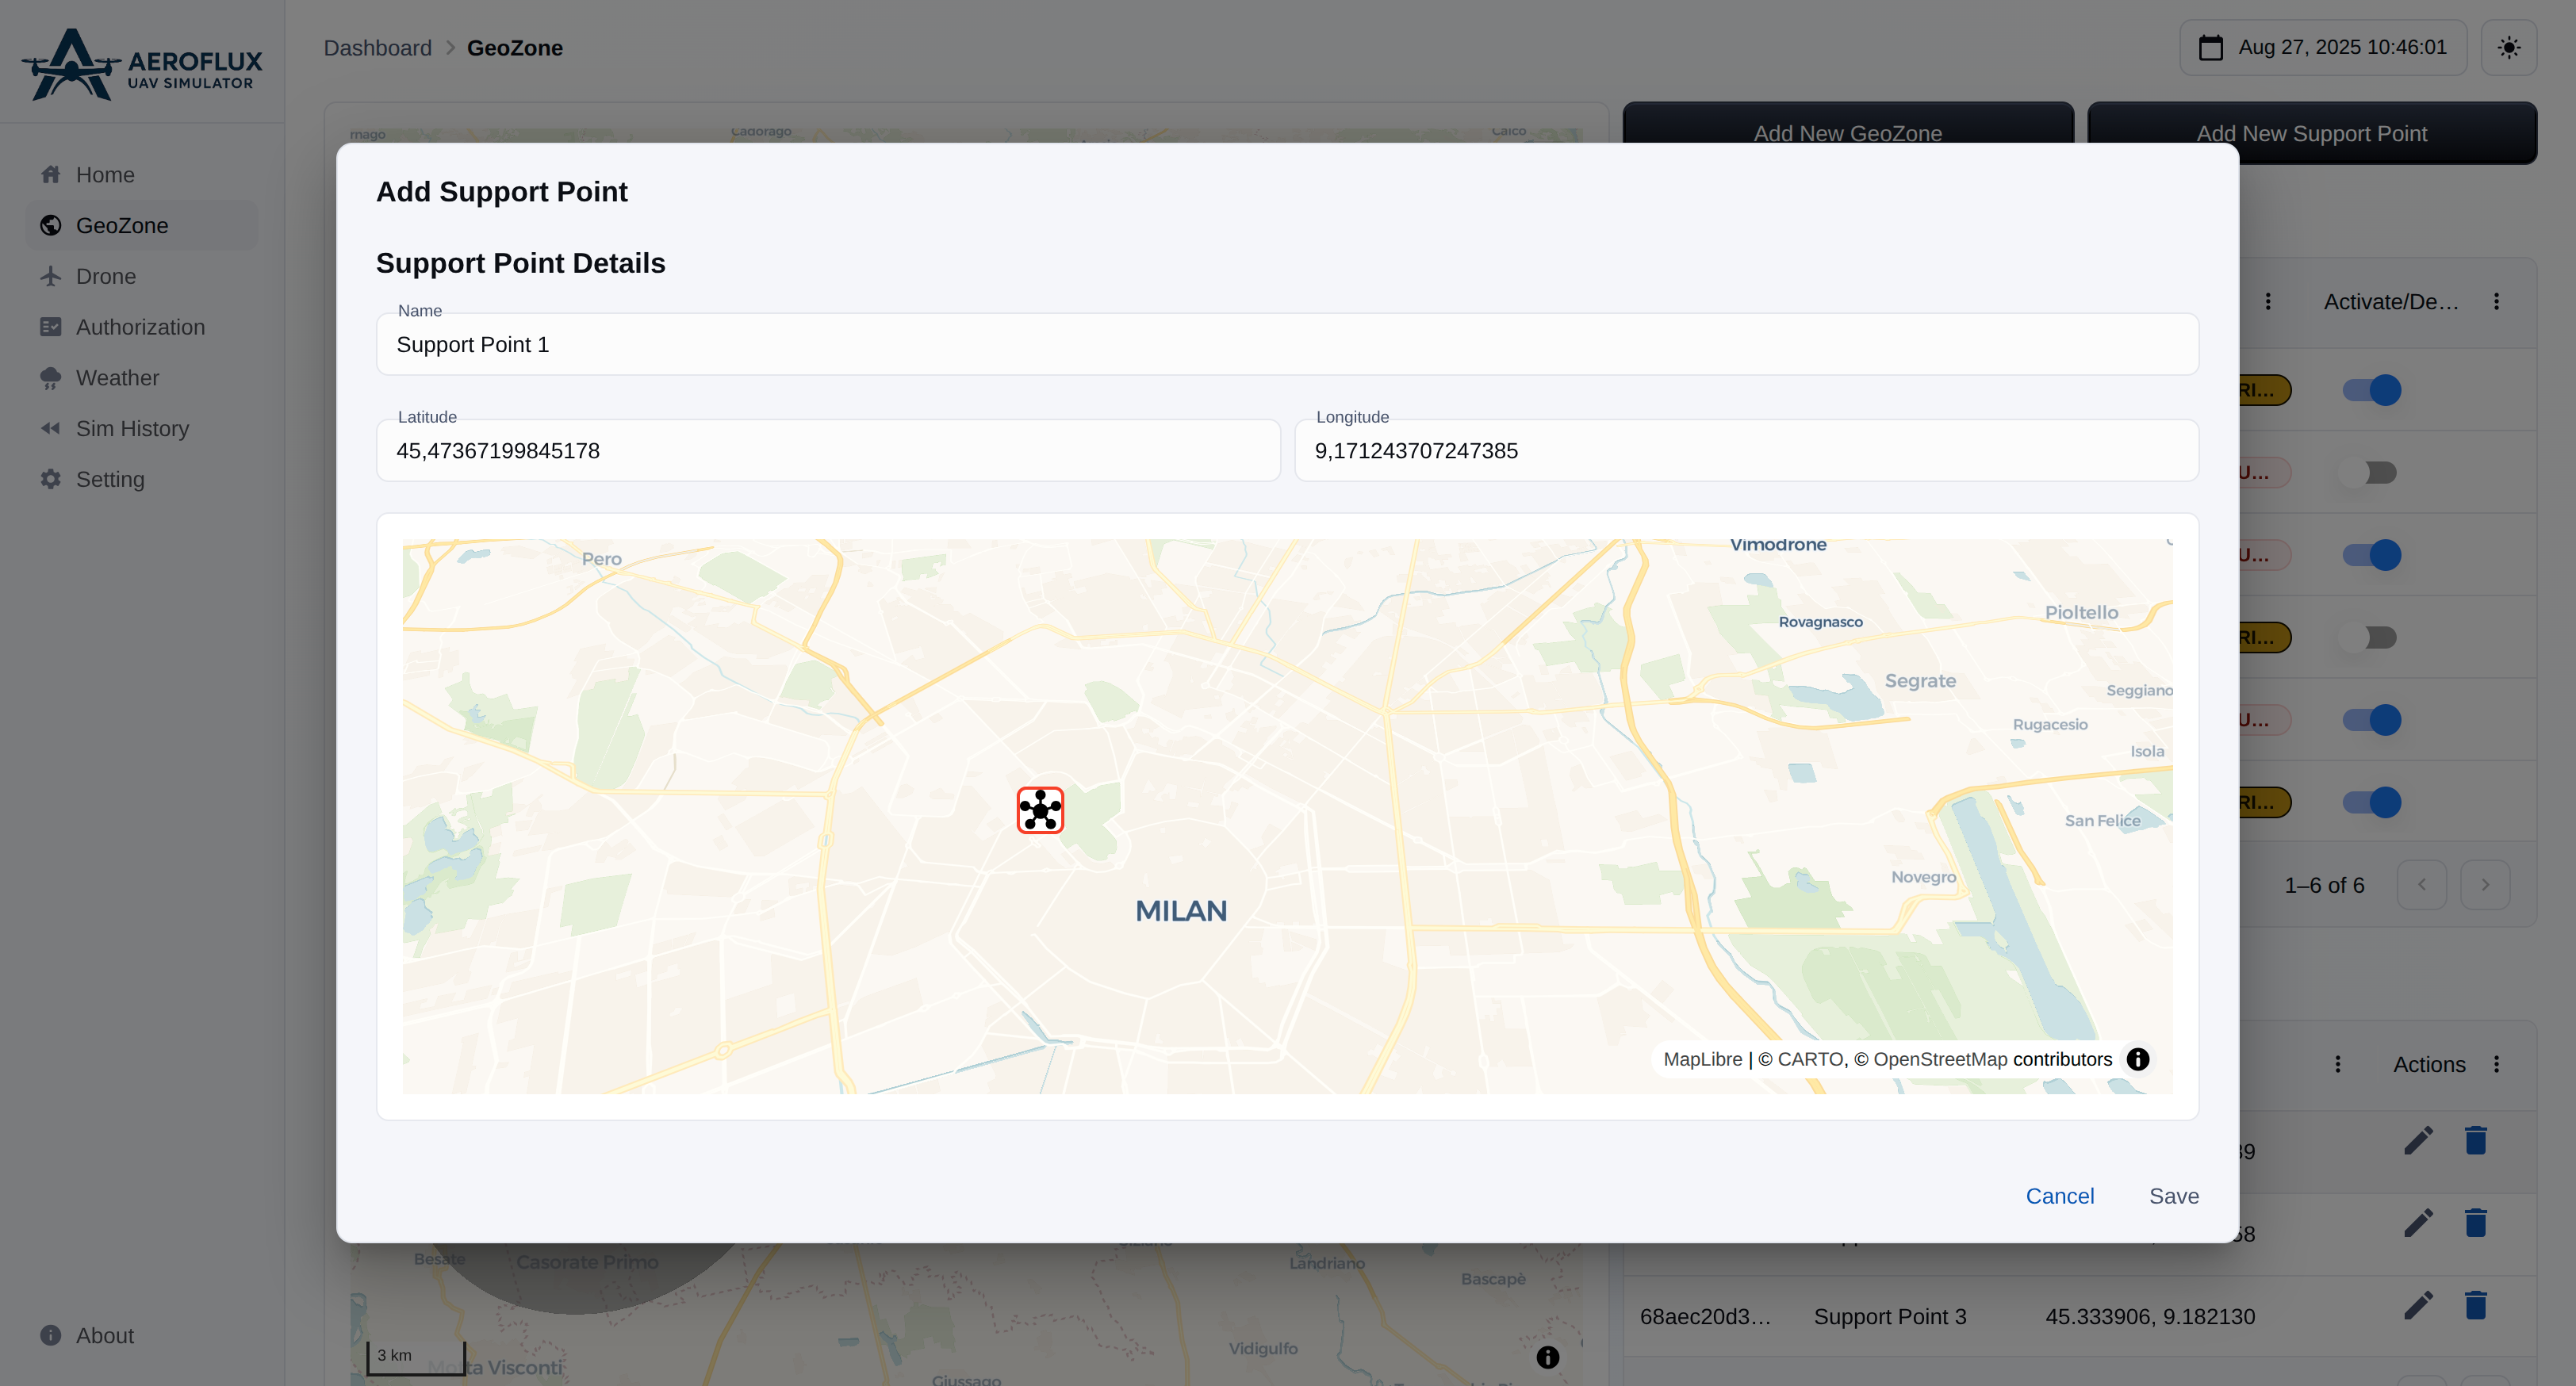 AEROFLUX
UAV SIMULATOR
Home
GeoZone
Drone
Authorization
Weather
Sim History
Setting
About
Dashboard > GeoZone
Aug 27, 2025 10:46:01
Cadorago
Add New GeoZone
Add New Support Point
Add Support Point
Support Point Details
Name
Support Point 1
Latitude
45,47367199845178
Longitude
9,171243707247385
Pero
Vimodrone
Rovagnasco
Pioltello
Segrate
Seggiano
Rugacesio
Isola
San Felice
Novegro
MILAN
MapLibre | © CARTO, © OpenStreetMap contributors
Cancel
Save
Activate/De...
RI...
U...
U...
RI...
U...
RI...
1–6 of 6
Actions
39
58
68aec20d3...
Support Point 3
45.333906, 9.182130
Besate
Casorate Primo
Landriano
Bascapè
Vidigulfo
3 km
Motta Visconti
Giussago